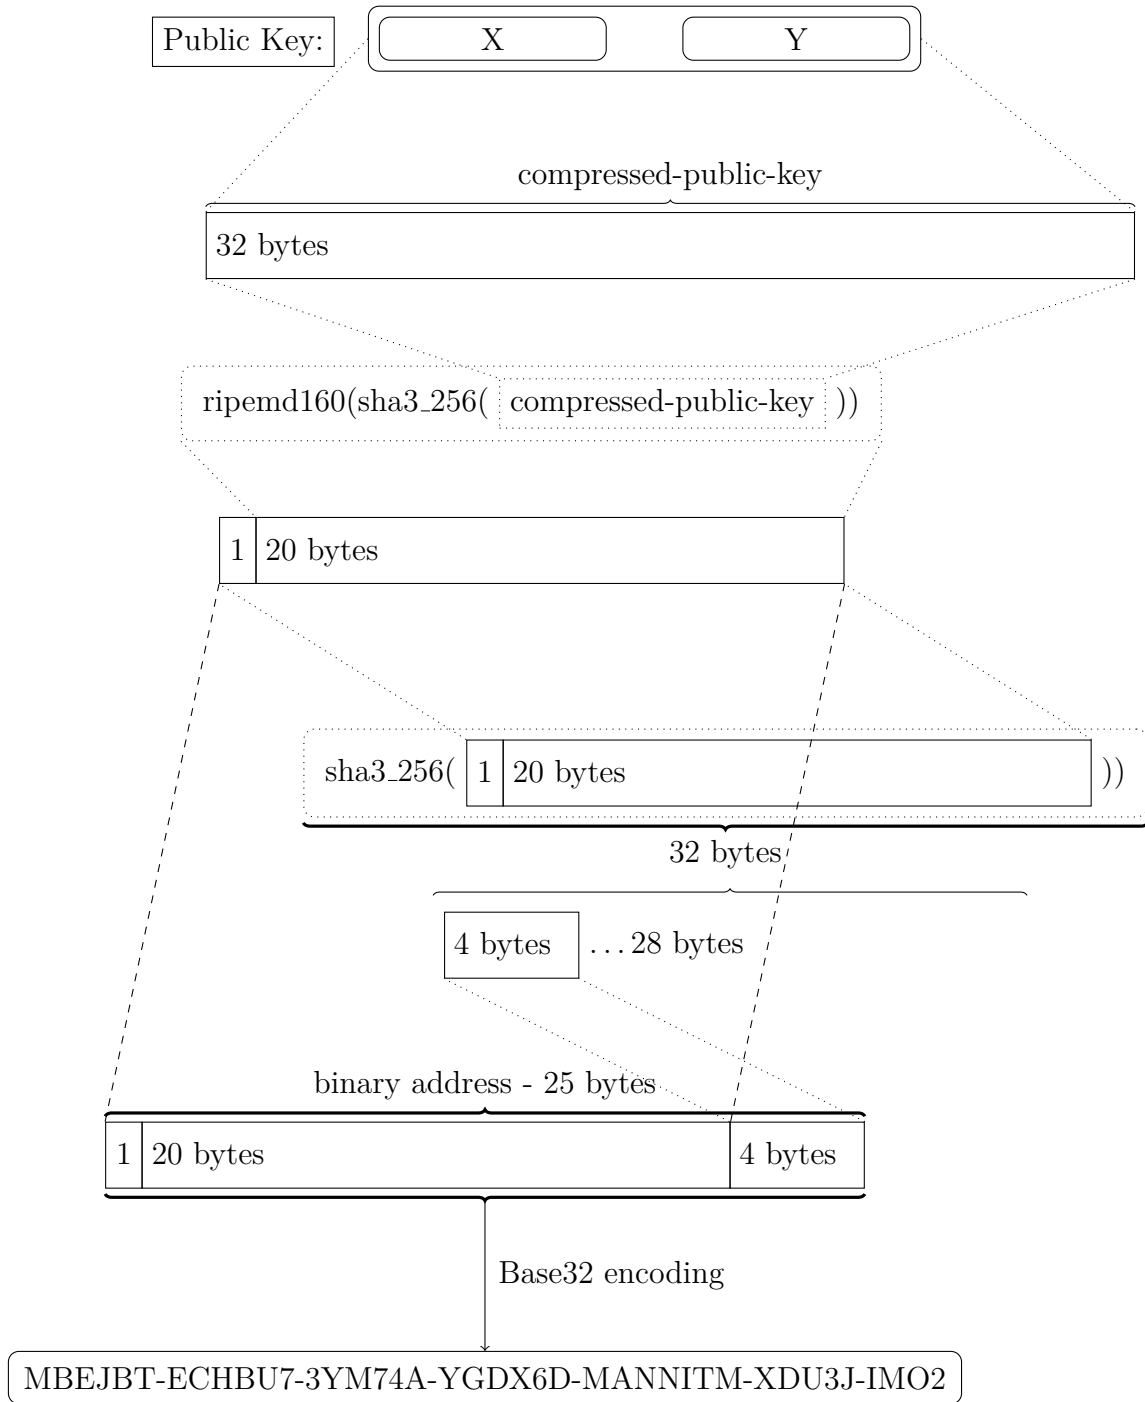 Public Key: X Y
compressed-public-key
32 bytes
ripemd160(sha3_256( compressed-public-key ))
1 20 bytes
sha3_256( 1 20 bytes ))
32 bytes
4 bytes ...28 bytes
binary address - 25 bytes
1 20 bytes 4 bytes
Base32 encoding
MBEJBT-ECHBU7-3YM74A-YGDX6D-MANNITM-XDU3J-IMO2